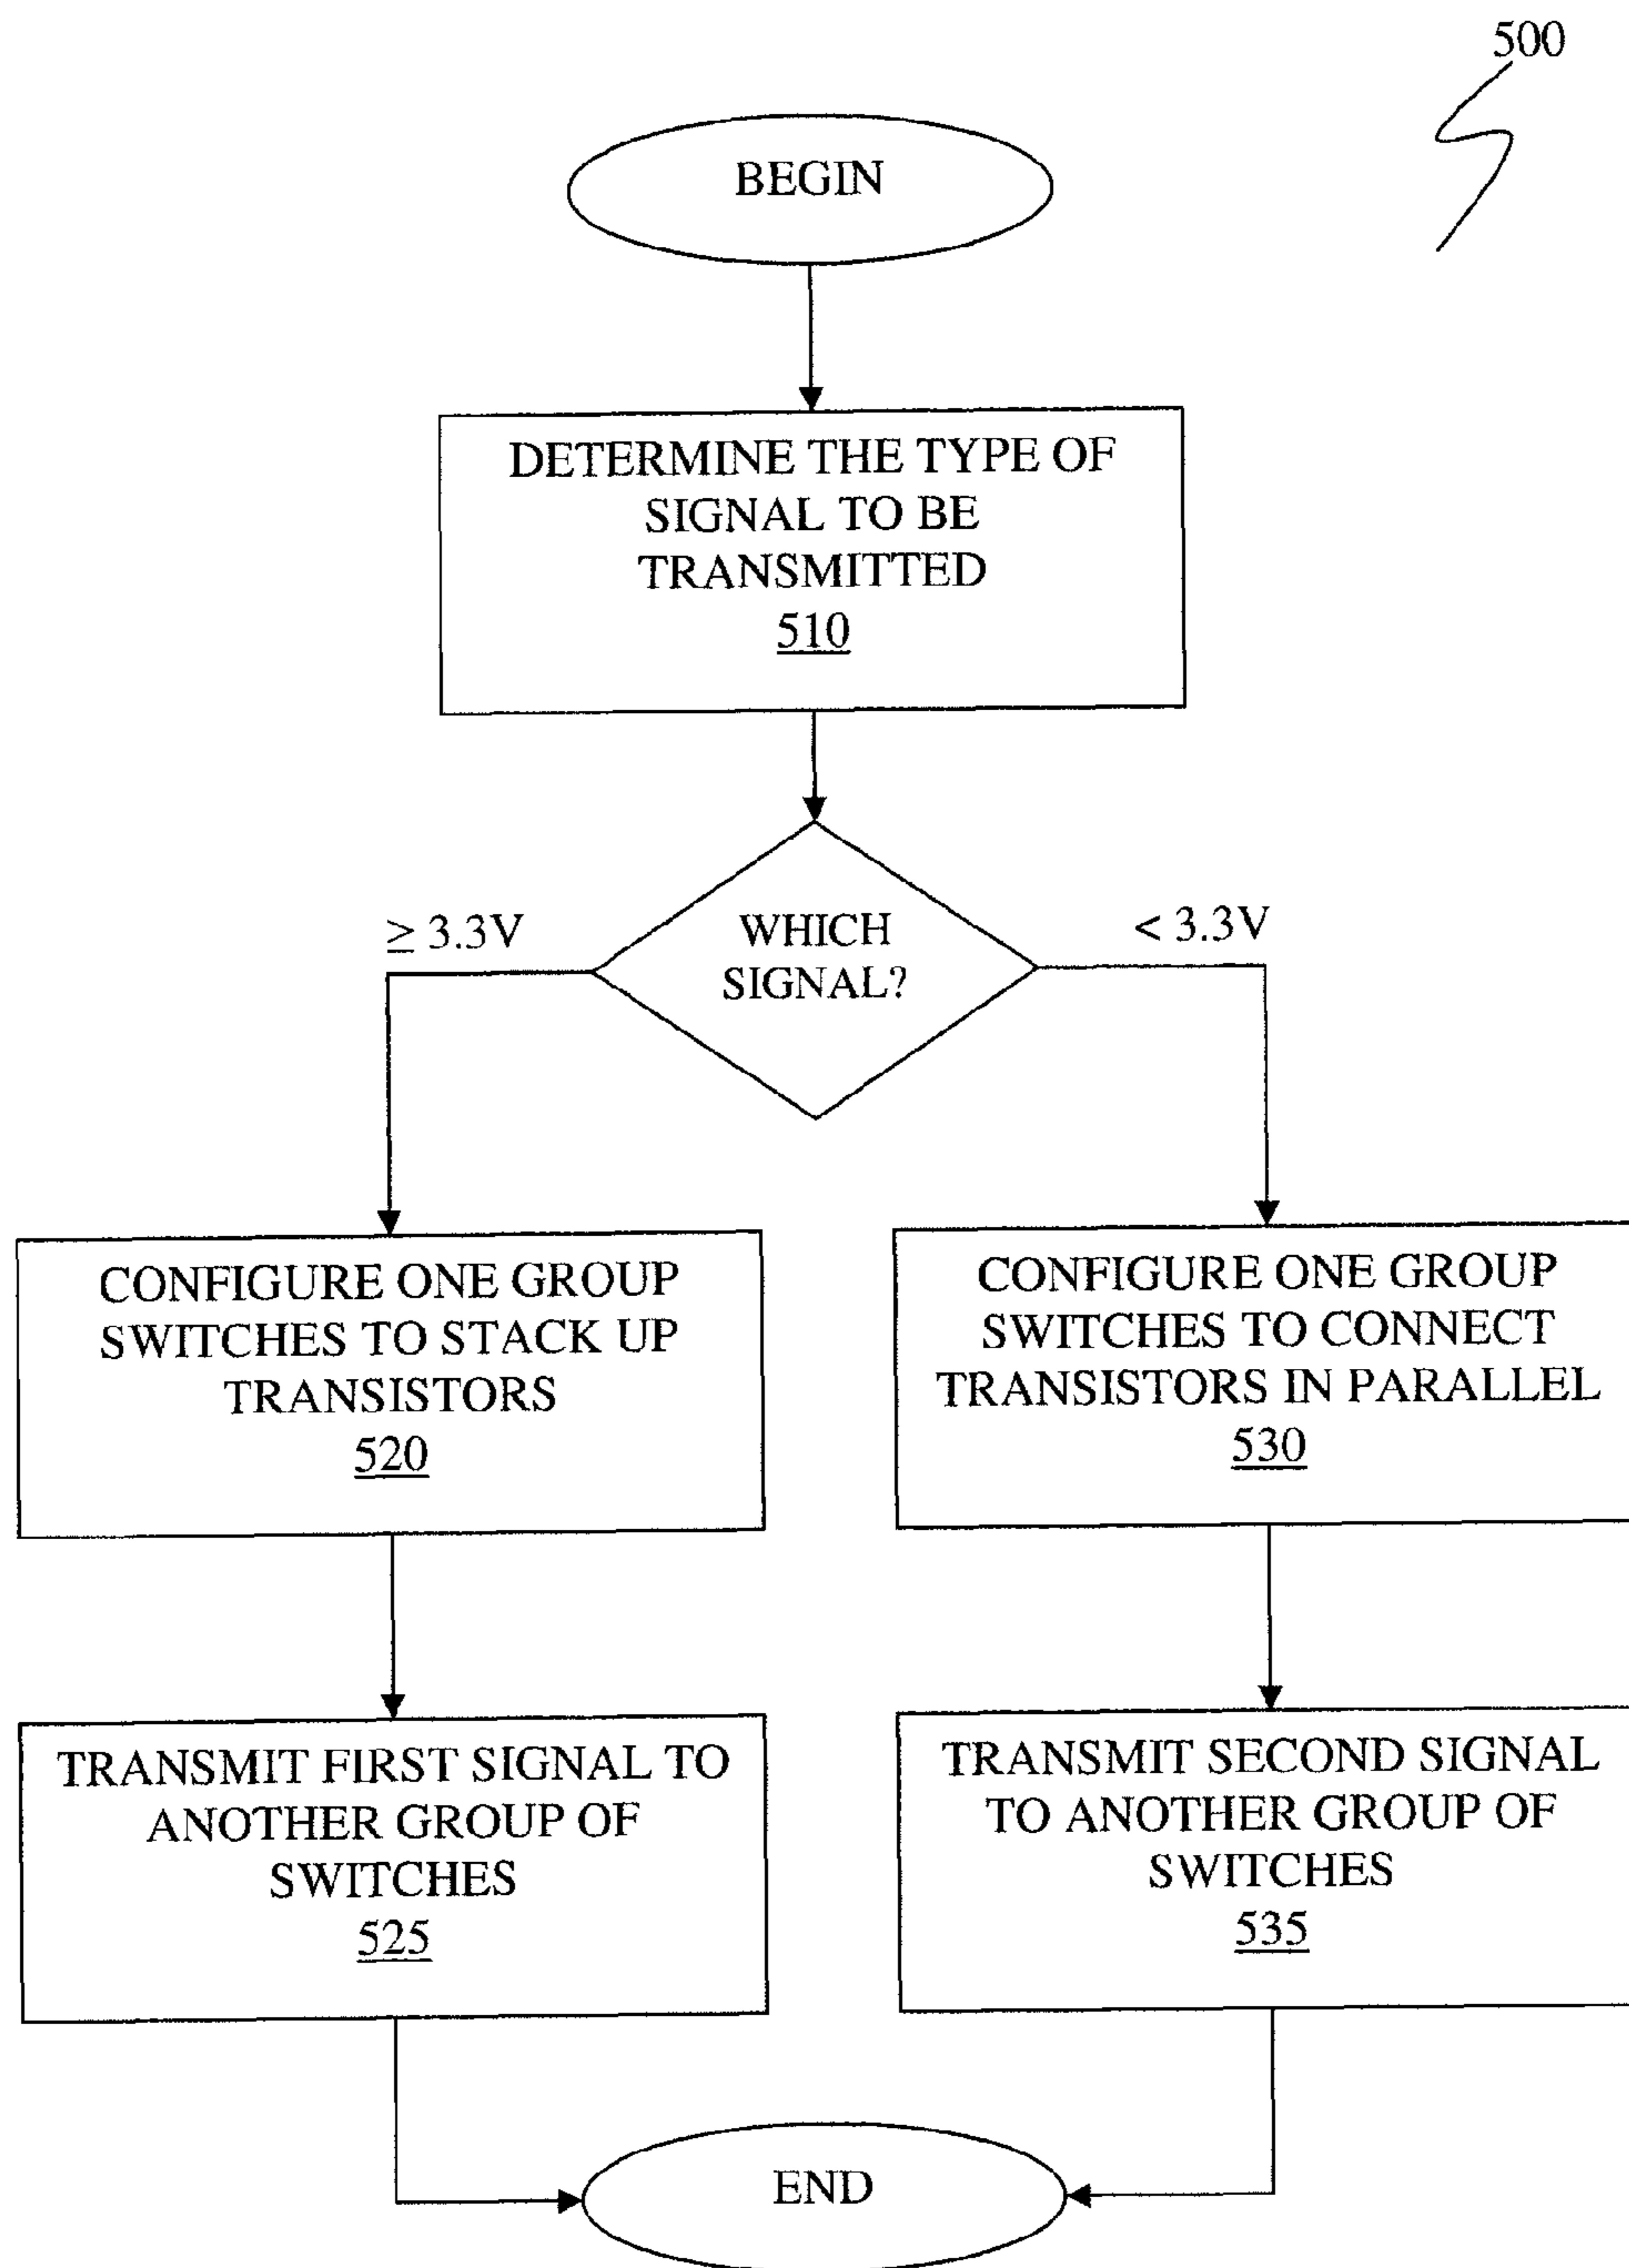 500
BEGIN
DETERMINE THE TYPE OF
SIGNAL TO BE
TRANSMITTED
510
≥ 3.3V
WHICH
SIGNAL?
< 3.3V
CONFIGURE ONE GROUP
SWITCHES TO STACK UP
TRANSISTORS
520
CONFIGURE ONE GROUP
SWITCHES TO CONNECT
TRANSISTORS IN PARALLEL
530
TRANSMIT FIRST SIGNAL TO
ANOTHER GROUP OF
SWITCHES
525
TRANSMIT SECOND SIGNAL
TO ANOTHER GROUP OF
SWITCHES
535
END